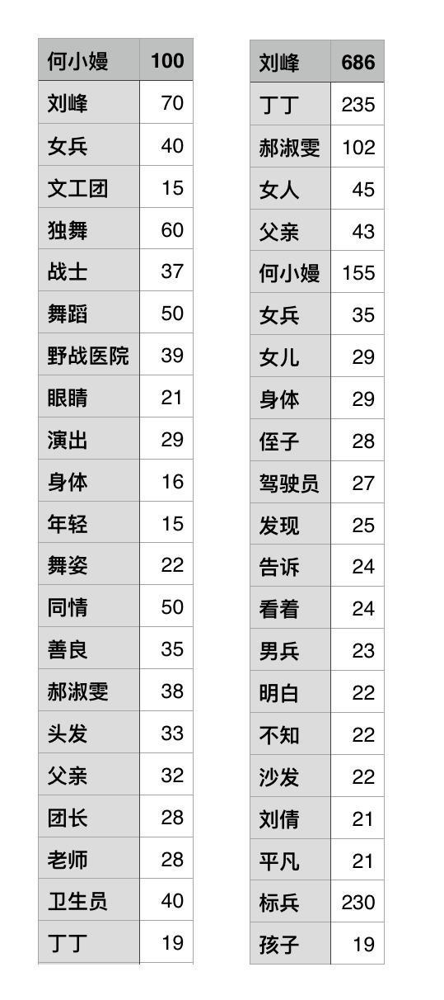 何小嫚 100
刘峰 70
女兵 40
文工团 15
独舞 60
战士 37
舞蹈 50
野战医院 39
眼睛 21
演出 29
身体 16
年轻 15
舞姿 22
同情 50
善良 35
郝淑雯 38
头发 33
父亲 32
团长 28
老师 28
卫生员 40
丁丁 19
刘峰 686
丁丁 235
郝淑雯 102
女人 45
父亲 43
何小嫚 155
女兵 35
女儿 29
身体 29
侄子 28
驾驶员 27
发现 25
告诉 24
看着 24
男兵 23
明白 22
不知 22
沙发 22
刘倩 21
平凡 21
标兵 230
孩子 19